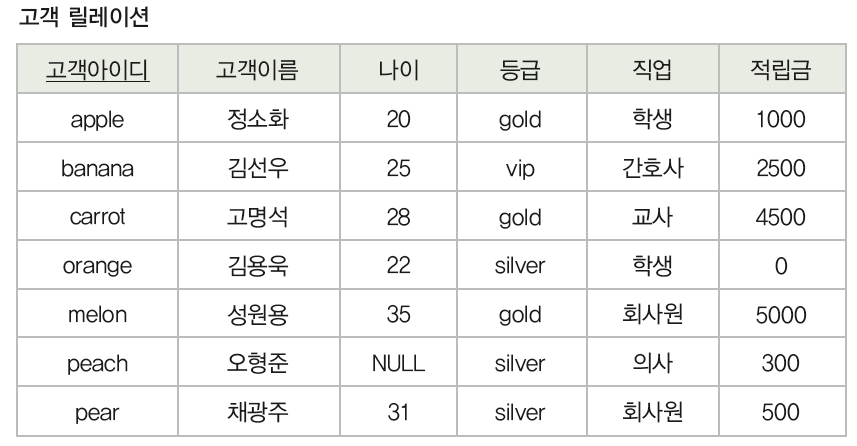 고객 릴레이션
고객아이디 고객이름 나이 등급 직업 적립금
apple 정소화 20 gold 학생 1000
banana 김선우 25 vip 간호사 2500
carrot 고명석 28 gold 교사 4500
orange 김용욱 22 silver 학생 0
melon 성원용 35 gold 회사원 5000
peach 오형준 NULL silver 의사 300
pear 채광주 31 silver 회사원 500